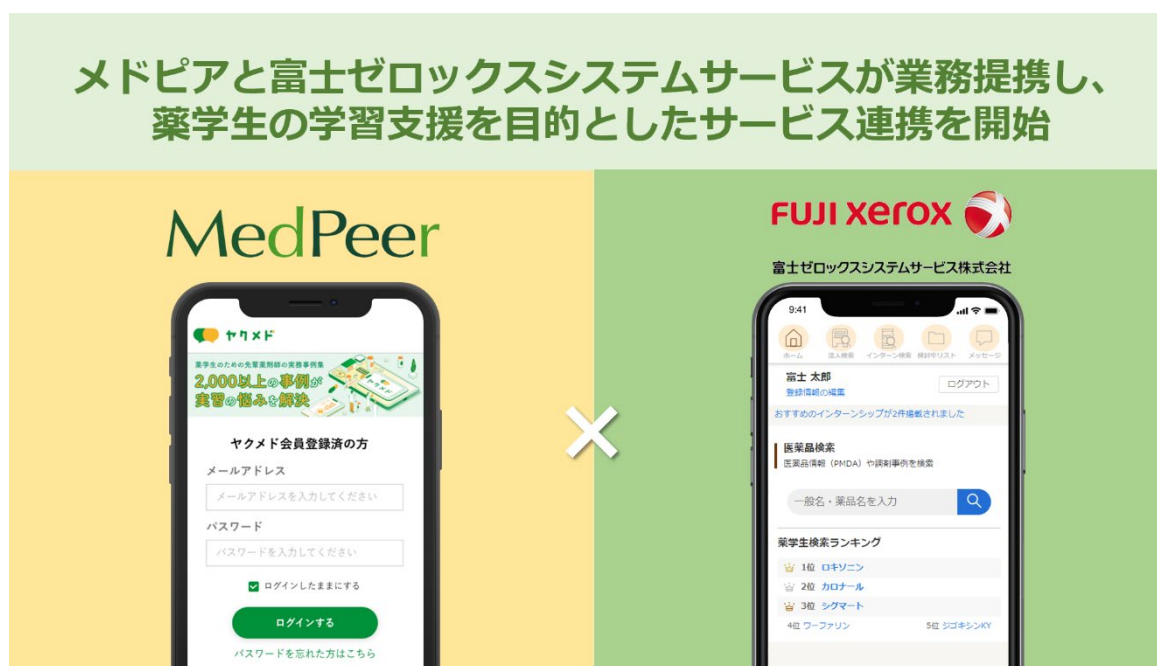 メドピアと富士ゼロックスシステムサービスが業務提携し、
薬学生の学習支援を目的としたサービス連携を開始
MedPeer
ヤクメド
薬学生のための先輩薬剤師の実務事例集
2,000以上の事例が
実習の悩みを解決
ヤクメド会員登録済の方
メールアドレス
メールアドレスを入力してください
パスワード
パスワードを入力してください
ログインしたままにする
ログインする
パスワードを忘れた方はこちら
×
FUJI xerox
富士ゼロックスシステムサービス株式会社
9:41
ホーム 法人検索 インターン検索 検討中リスト メッセージ
富士 太郎
登録情報の編集
ログアウト
おすすめのインターンシップが2件掲載されました
医薬品検索
医薬品情報（PMDA）や調剤事例を検索
一般名・薬品名を入力
薬学生検索ランキング
1位 ロキソニン
2位 カロナール
3位 シグマート
4位 ワーファリン 5位 ジゴキシンKY